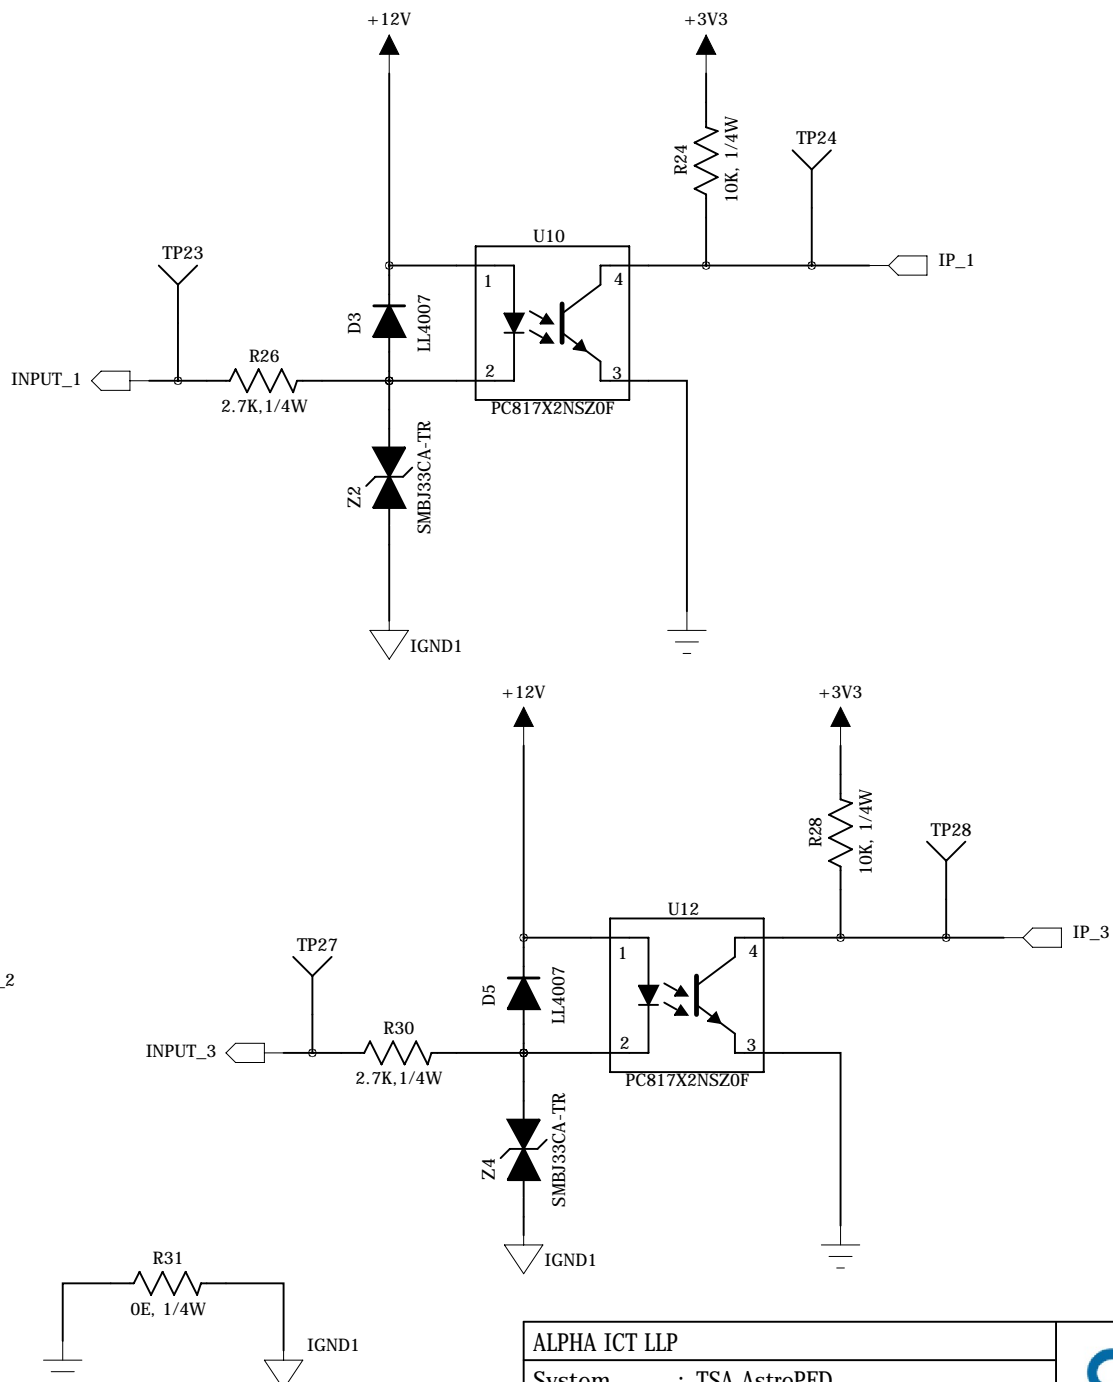 +12V
+3V3
R24
10K, 1/4W
TP24
TP23
U10
IP_1
1
4
D3
LL4007
R26
INPUT_1
2
3
2.7K,1/4W
PC817X2NSZ0F
Z2
SMBJ33CA-TR
IGND1
+12V
+3V3
R28
10K, 1/4W
TP28
U12
TP27
IP_3
1
4
_2
D5
LL4007
R30
INPUT_3
2
3
2.7K,1/4W
PC817X2NSZ0F
Z4
SMBJ33CA-TR
IGND1
R31
0E, 1/4W
IGND1
ALPHA ICT LLP
System : TSA AstroPFD